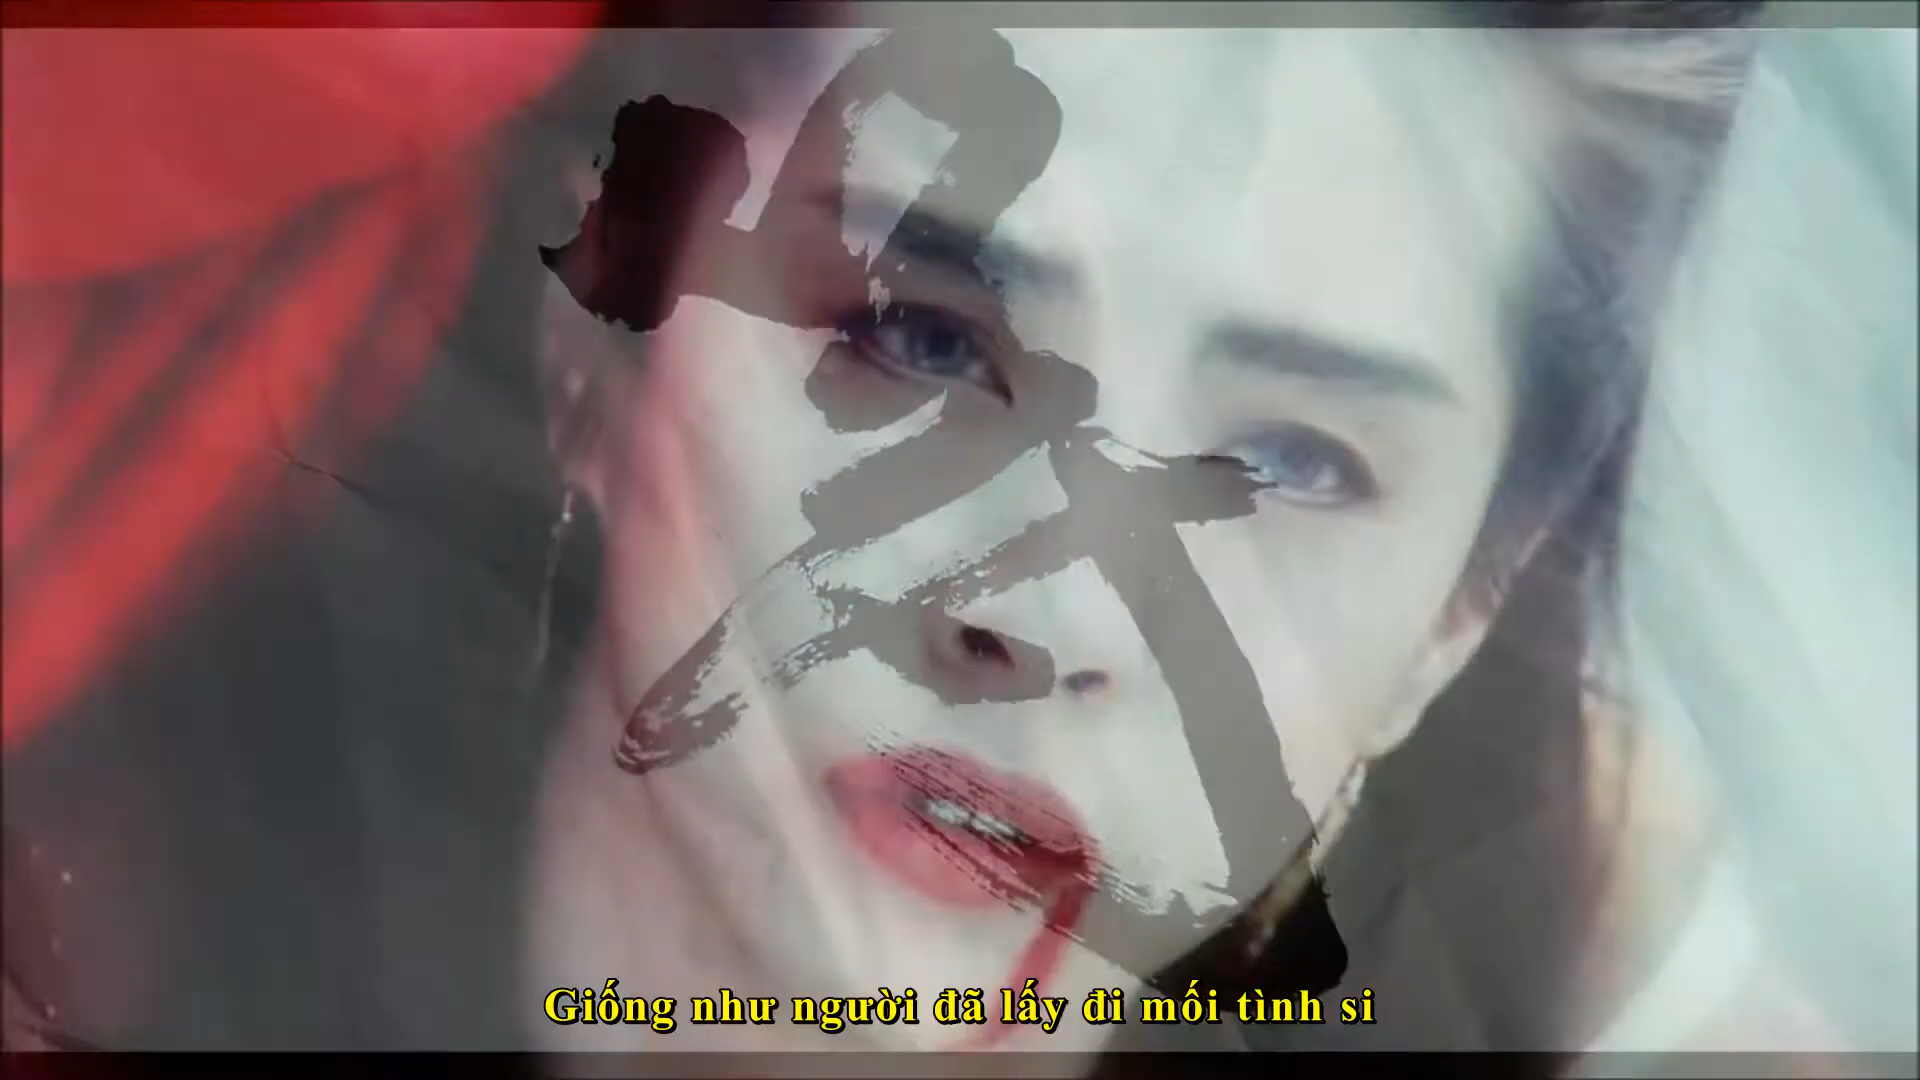 Giống như người đã lấy đi mối tình si